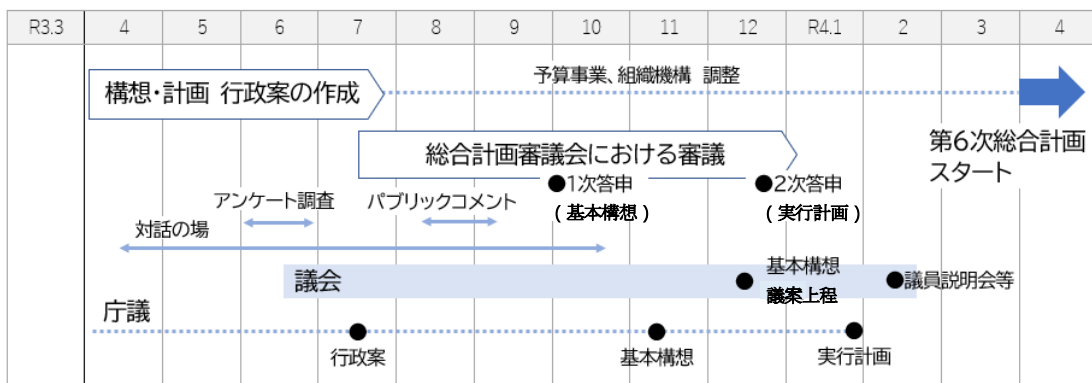 R3.3 4 5 6 7 8 9 10 11 12 R4.1 2 3 4
予算事業、組織機構 調整
構想・計画 行政案の作成
第6次総合計画
スタート
総合計画審議会における審議
●1次答申
(基本構想)
●2次答申
(実行計画)
アンケート調査
パブリックコメント
対話の場
議会
基本構想
議案上程
●議員説明会等
庁議
行政案
基本構想
実行計画